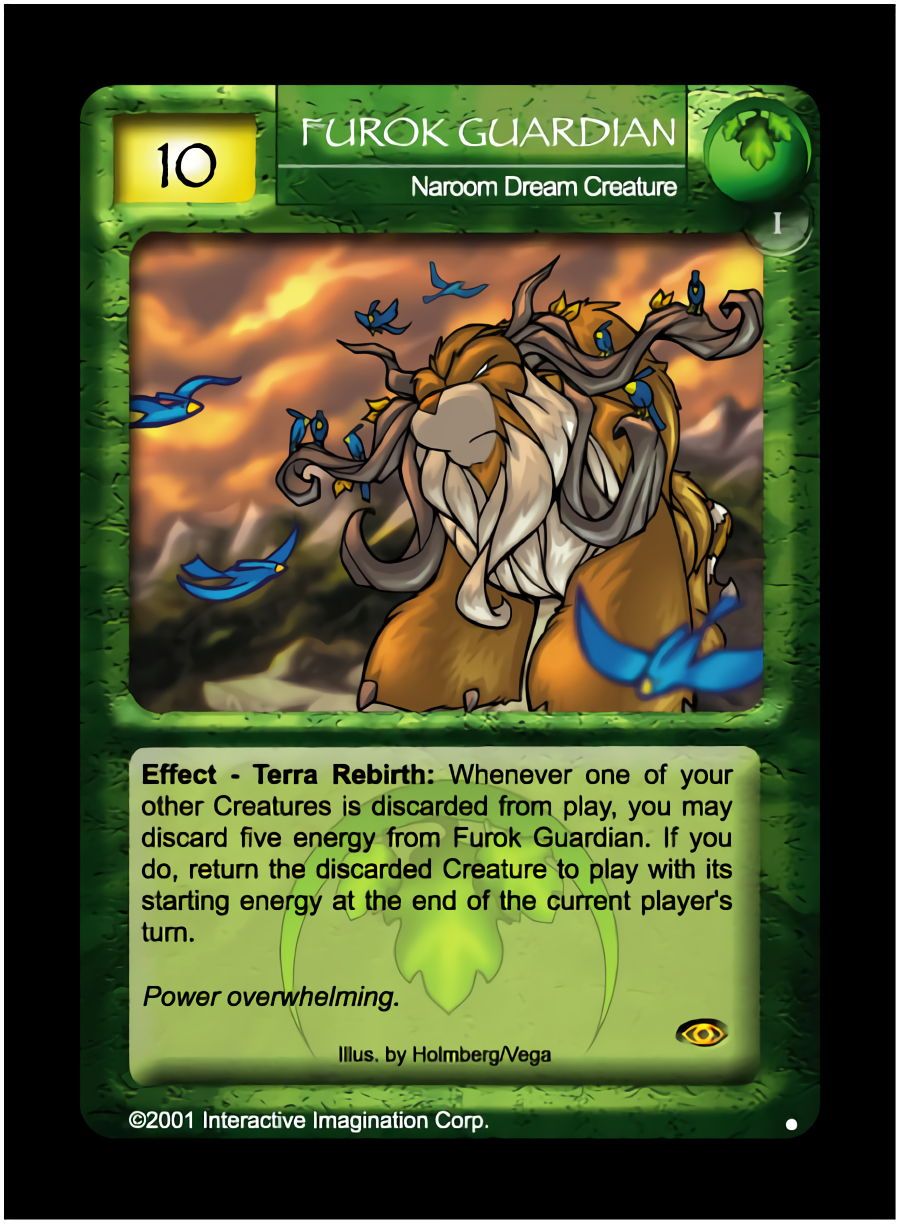 10
FUROK GUARDIAN
Naroom Dream Creature
I
Effect - Terra Rebirth: Whenever one of your
other Creatures is discarded from play, you may
discard five energy from Furok Guardian. If you
do, return the discarded Creature to play with its
starting energy at the end of the current player's
turn.
Power overwhelming.
Illus. by Holmberg/Vega
©2001 Interactive Imagination Corp.